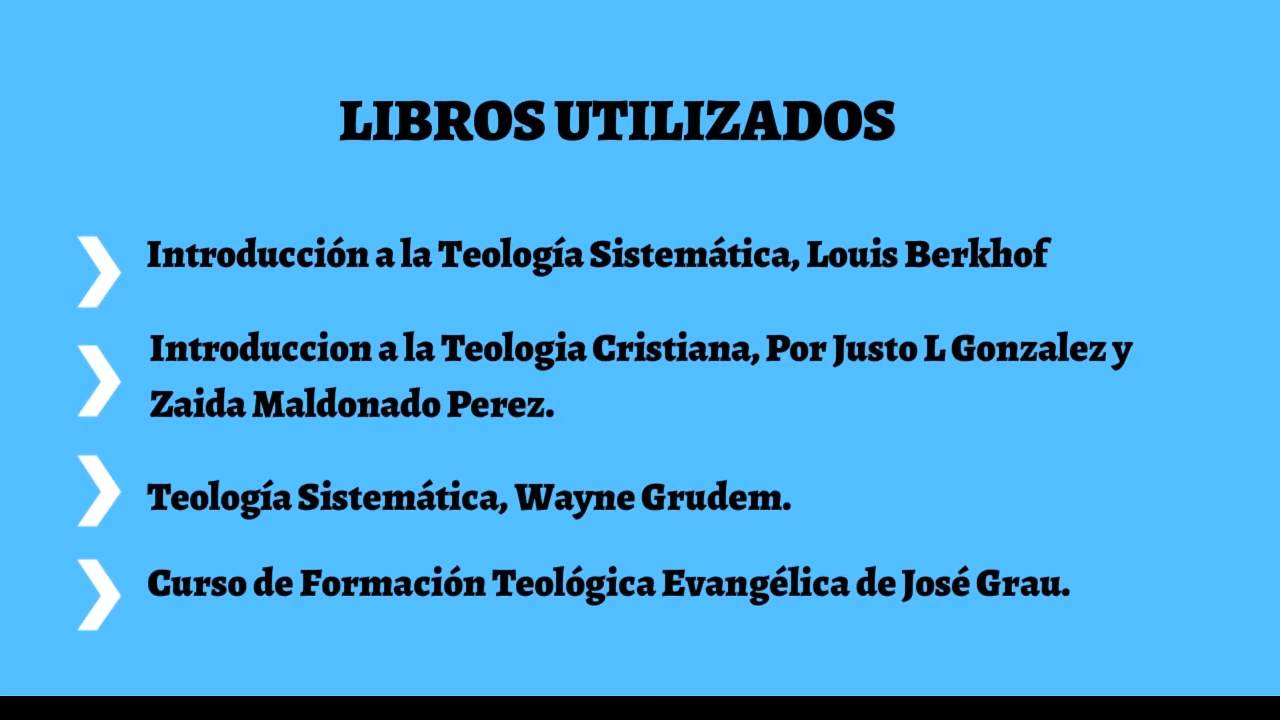 LIBROS UTILIZADOS
Introducción a la Teología Sistemática, Louis Berkhof
Introduccion a la Teologia Cristiana, Por Justo L Gonzalez y
Zaida Maldonado Perez.
Teología Sistemática, Wayne Grudem.
Curso de Formación Teológica Evangélica de José Grau.